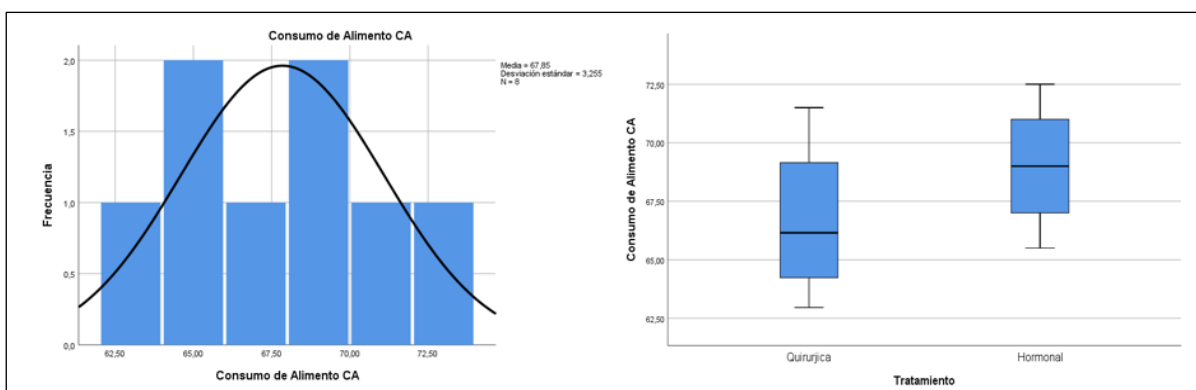 Consumo de Alimento CA
Media = 67,85
Desviación estándar = 3,255
N = 8
Frecuencia
2,0
1,5
1,0
0,5
0,0
62,50 65,00 67,50 70,00 72,50
Consumo de Alimento CA
Consumo de Alimento CA
72,50
70,00
67,50
65,00
62,50
Quirurjica Hormonal
Tratamiento